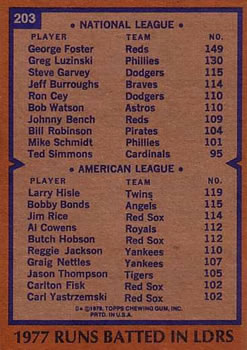 203
NATIONAL LEAGUE
PLAYER TEAM NO.
George Foster Reds 149
Greg Luzinski Phillies 130
Steve Garvey Dodgers 115
Jeff Burroughs Braves 114
Ron Cey Dodgers 110
Bob Watson Astros 110
Johnny Bench Reds 109
Bill Robinson Pirates 104
Mike Schmidt Phillies 101
Ted Simmons Cardinals 95
AMERICAN LEAGUE
PLAYER TEAM NO.
Larry Hisle Twins 119
Bobby Bonds Angels 115
Jim Rice Red Sox 114
Al Cowens Royals 112
Butch Hobson Red Sox 112
Reggie Jackson Yankees 110
Graig Nettles Yankees 107
Jason Thompson Tigers 105
Carlton Fisk Red Sox 102
Carl Yastrzemski Red Sox 102
D* © 1978, TOPPS CHEWING GUM, INC.
PRTD. IN U.S.A.
1977 RUNS BATTED IN LDRS